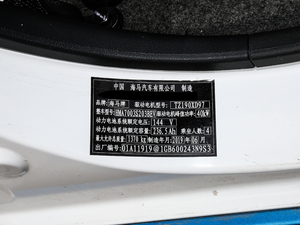 中国 海马汽车有限公司 制造
品牌:海马牌 驱动电机型号:TZ190XD97
整车型号:HMA7003S203BEV 驱动电机峰值功率:40kW
动力电池系统额定电压:144 V
动力电池系统额定容量:236.5Ah 乘坐人数:4
最大允许总质量:1370 kg 制造年月:2019年06月
出厂编号:01A11919@1GB600243N9S3